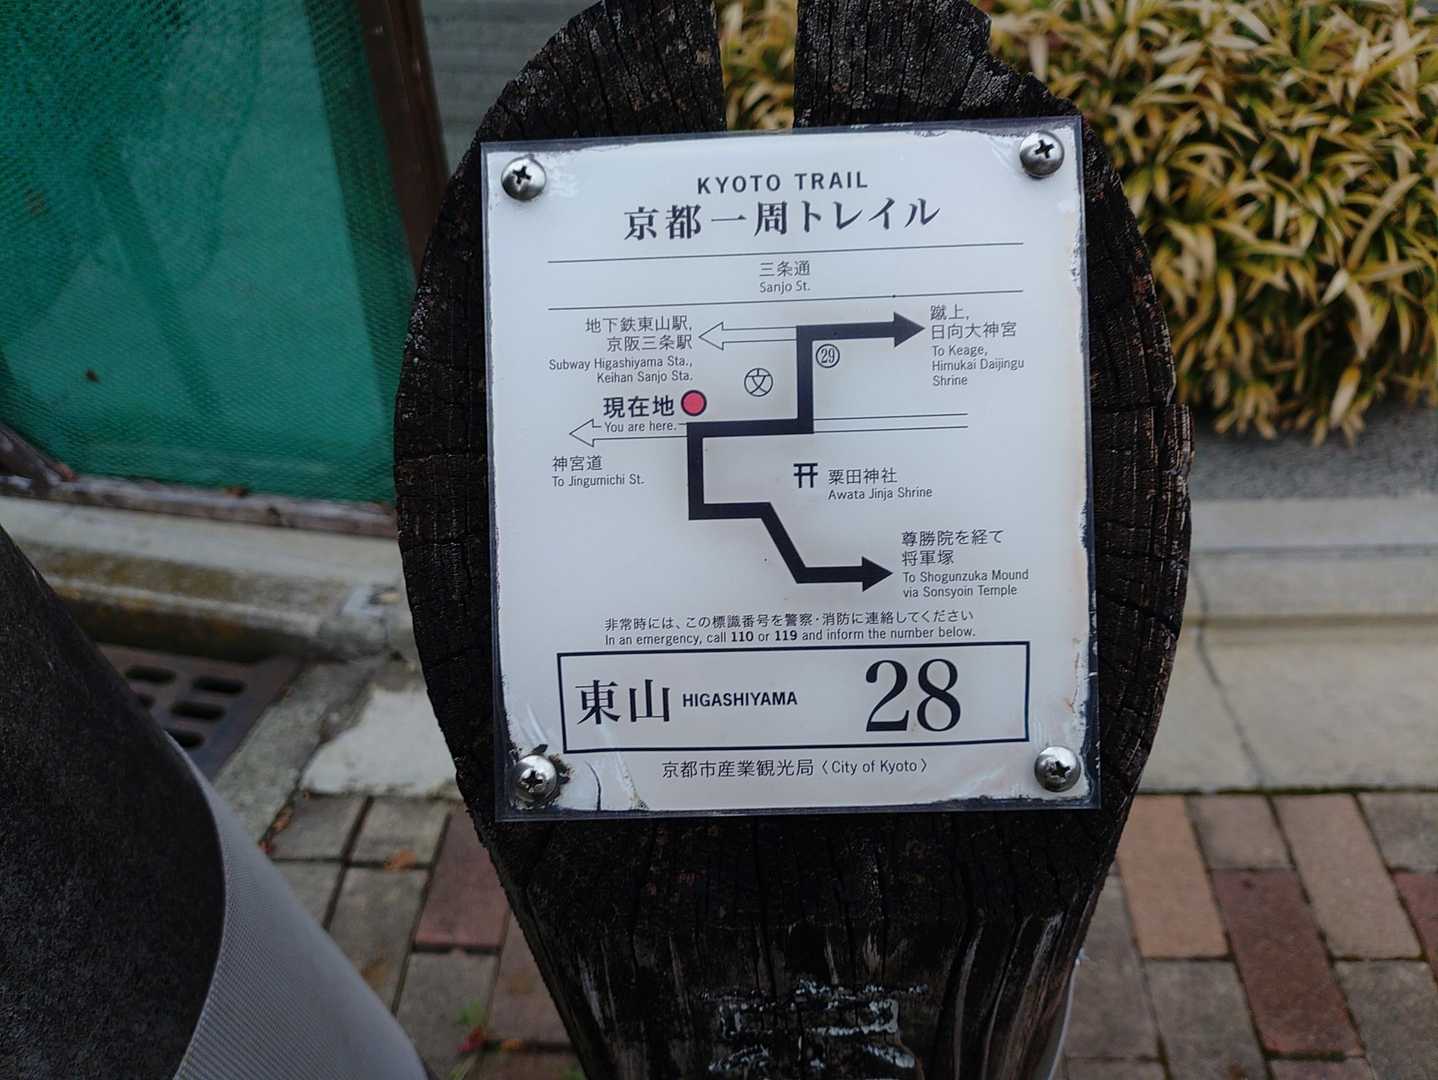 KYOTO TRAIL
京都一周トレイル
三条通
Sanjo St.
地下鉄東山駅,
京阪三条駅
Subway Higashiyama Sta.,
Keihan Sanjo Sta.
蹴上,
日向大神宮
To Keage,
Himukai Daijingu
Shrine
29
文
現在地
You are here.
神宮道
To Jingumichi St.
粟田神社
Awata Jinja Shrine
尊勝院を経て
将軍塚
To Shogunzuka Mound
via Sonsyoin Temple
非常時には、この標識番号を警察・消防に連絡してください
In an emergency, call 110 or 119 and inform the number below.
東山 HIGASHIYAMA 28
京都市産業観光局〈City of Kyoto〉